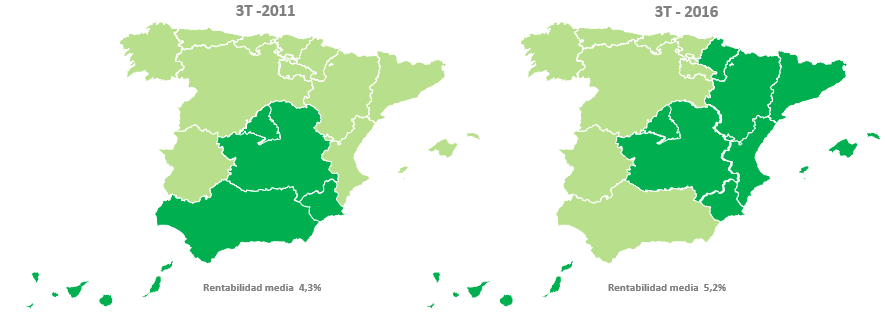 3T -2011
3T - 2016
Rentabilidad media 4,3%
Rentabilidad media 5,2%